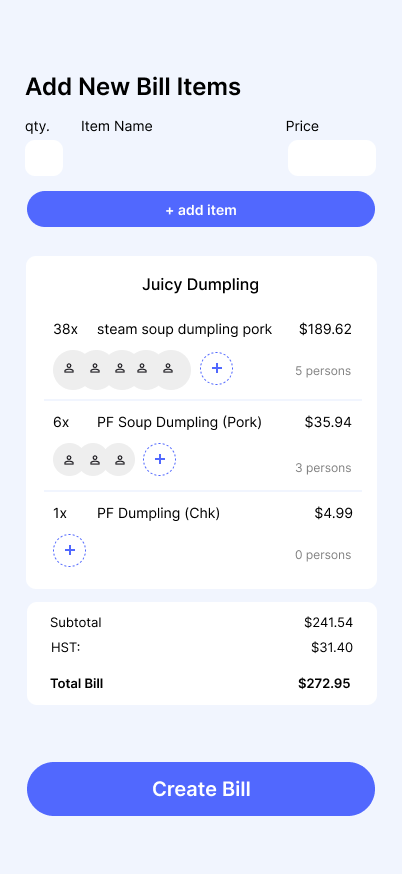 Add New Bill Items
qty. Item Name Price
+ add item
Juicy Dumpling
38x steam soup dumpling pork $189.62
5 persons
6x PF Soup Dumpling (Pork) $35.94
3 persons
1x PF Dumpling (Chk) $4.99
0 persons
Subtotal $241.54
HST: $31.40
Total Bill $272.95
Create Bill